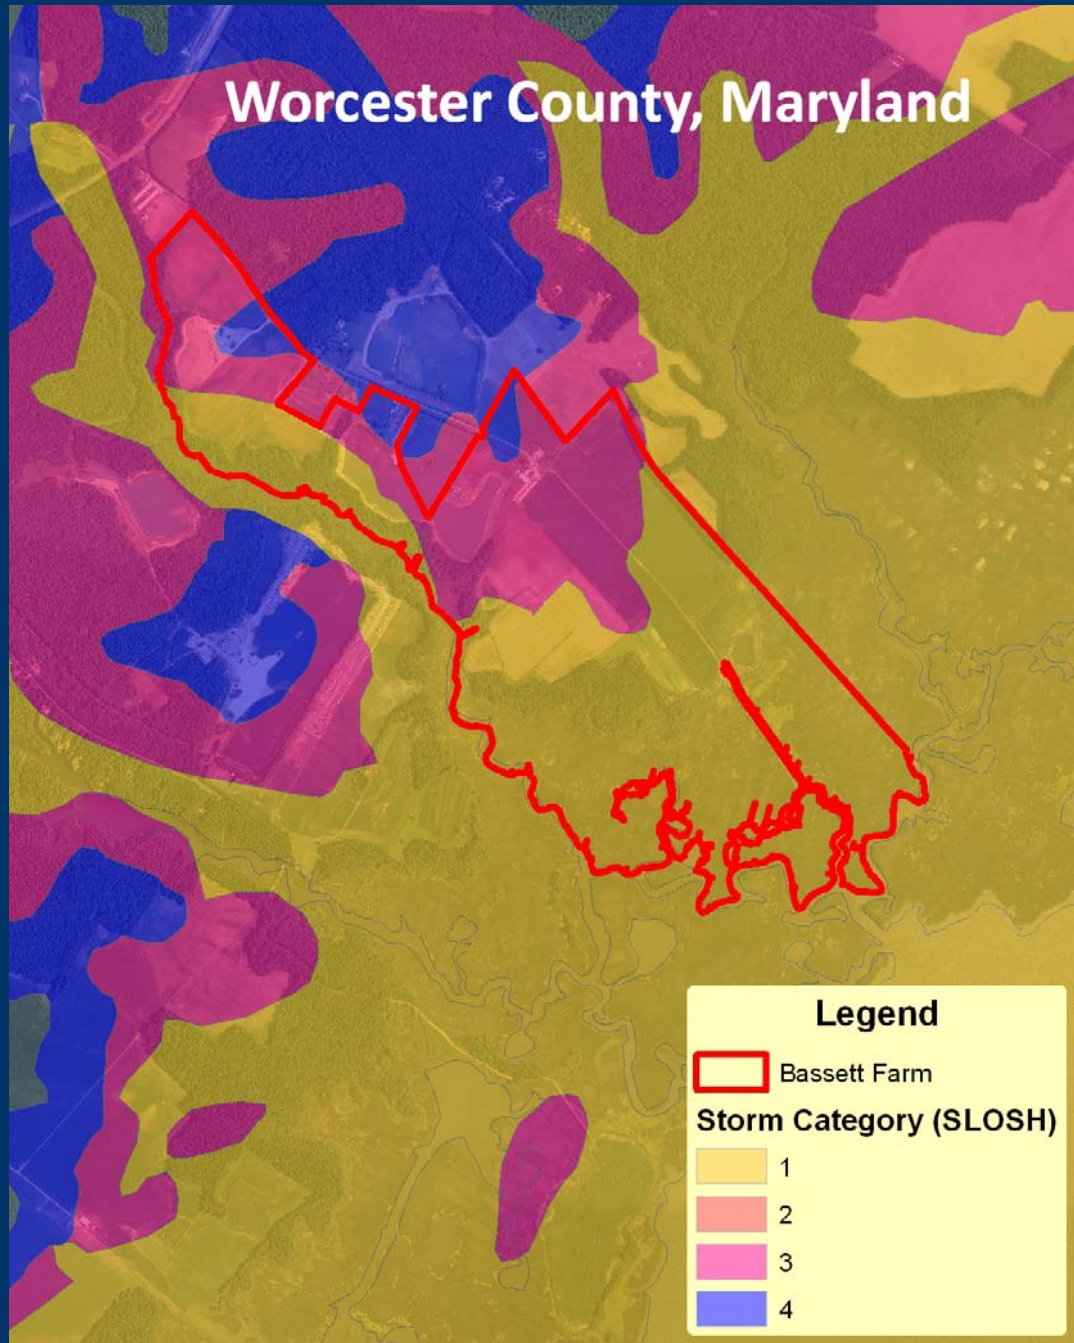 Worcester County, Maryland
Legend
Bassett Farm
Storm Category (SLOSH)
1
2
3
4